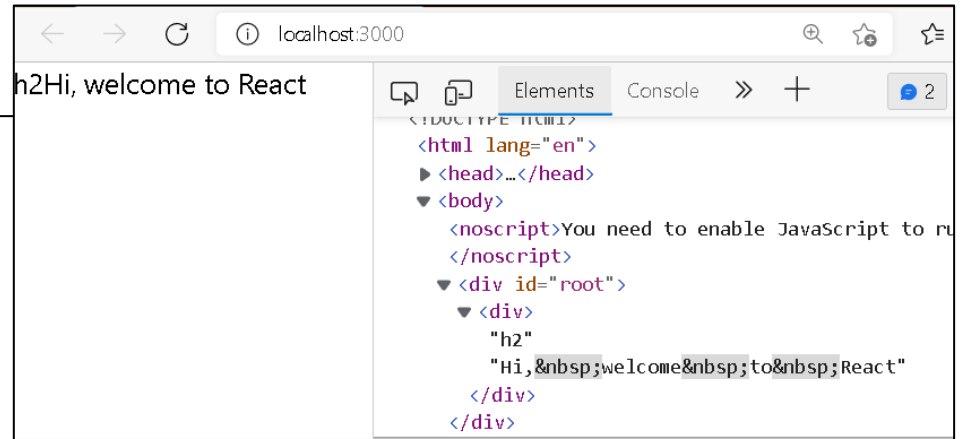 localhost:3000
h2Hi, welcome to React
Elements Console 2
<!DOCTYPE html>
<html lang="en">
<head>…</head>
<body>
<noscript>You need to enable JavaScript to ru
</noscript>
<div id="root">
<div>
"h2"
"Hi,&nbsp;welcome&nbsp;to&nbsp;React"
</div>
</div>